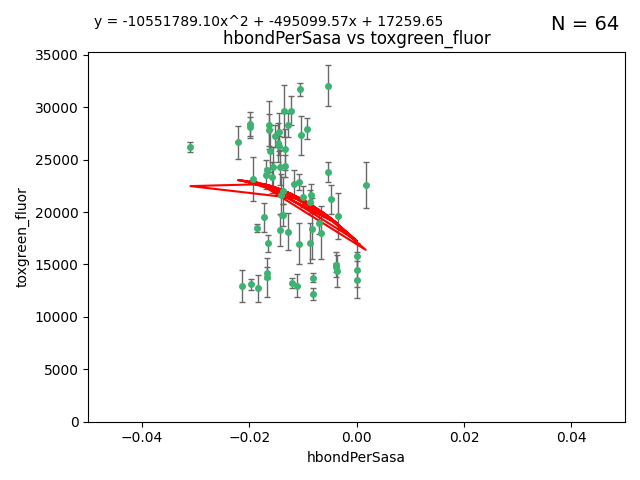 y = -10551789.10x^2 + -495099.57x + 17259.65
N = 64
hbondPerSasa vs toxgreen_fluor
toxgreen_fluor
35000
30000
25000
20000
15000
10000
5000
0
−0.04
−0.02
0.00
0.02
0.04
hbondPerSasa